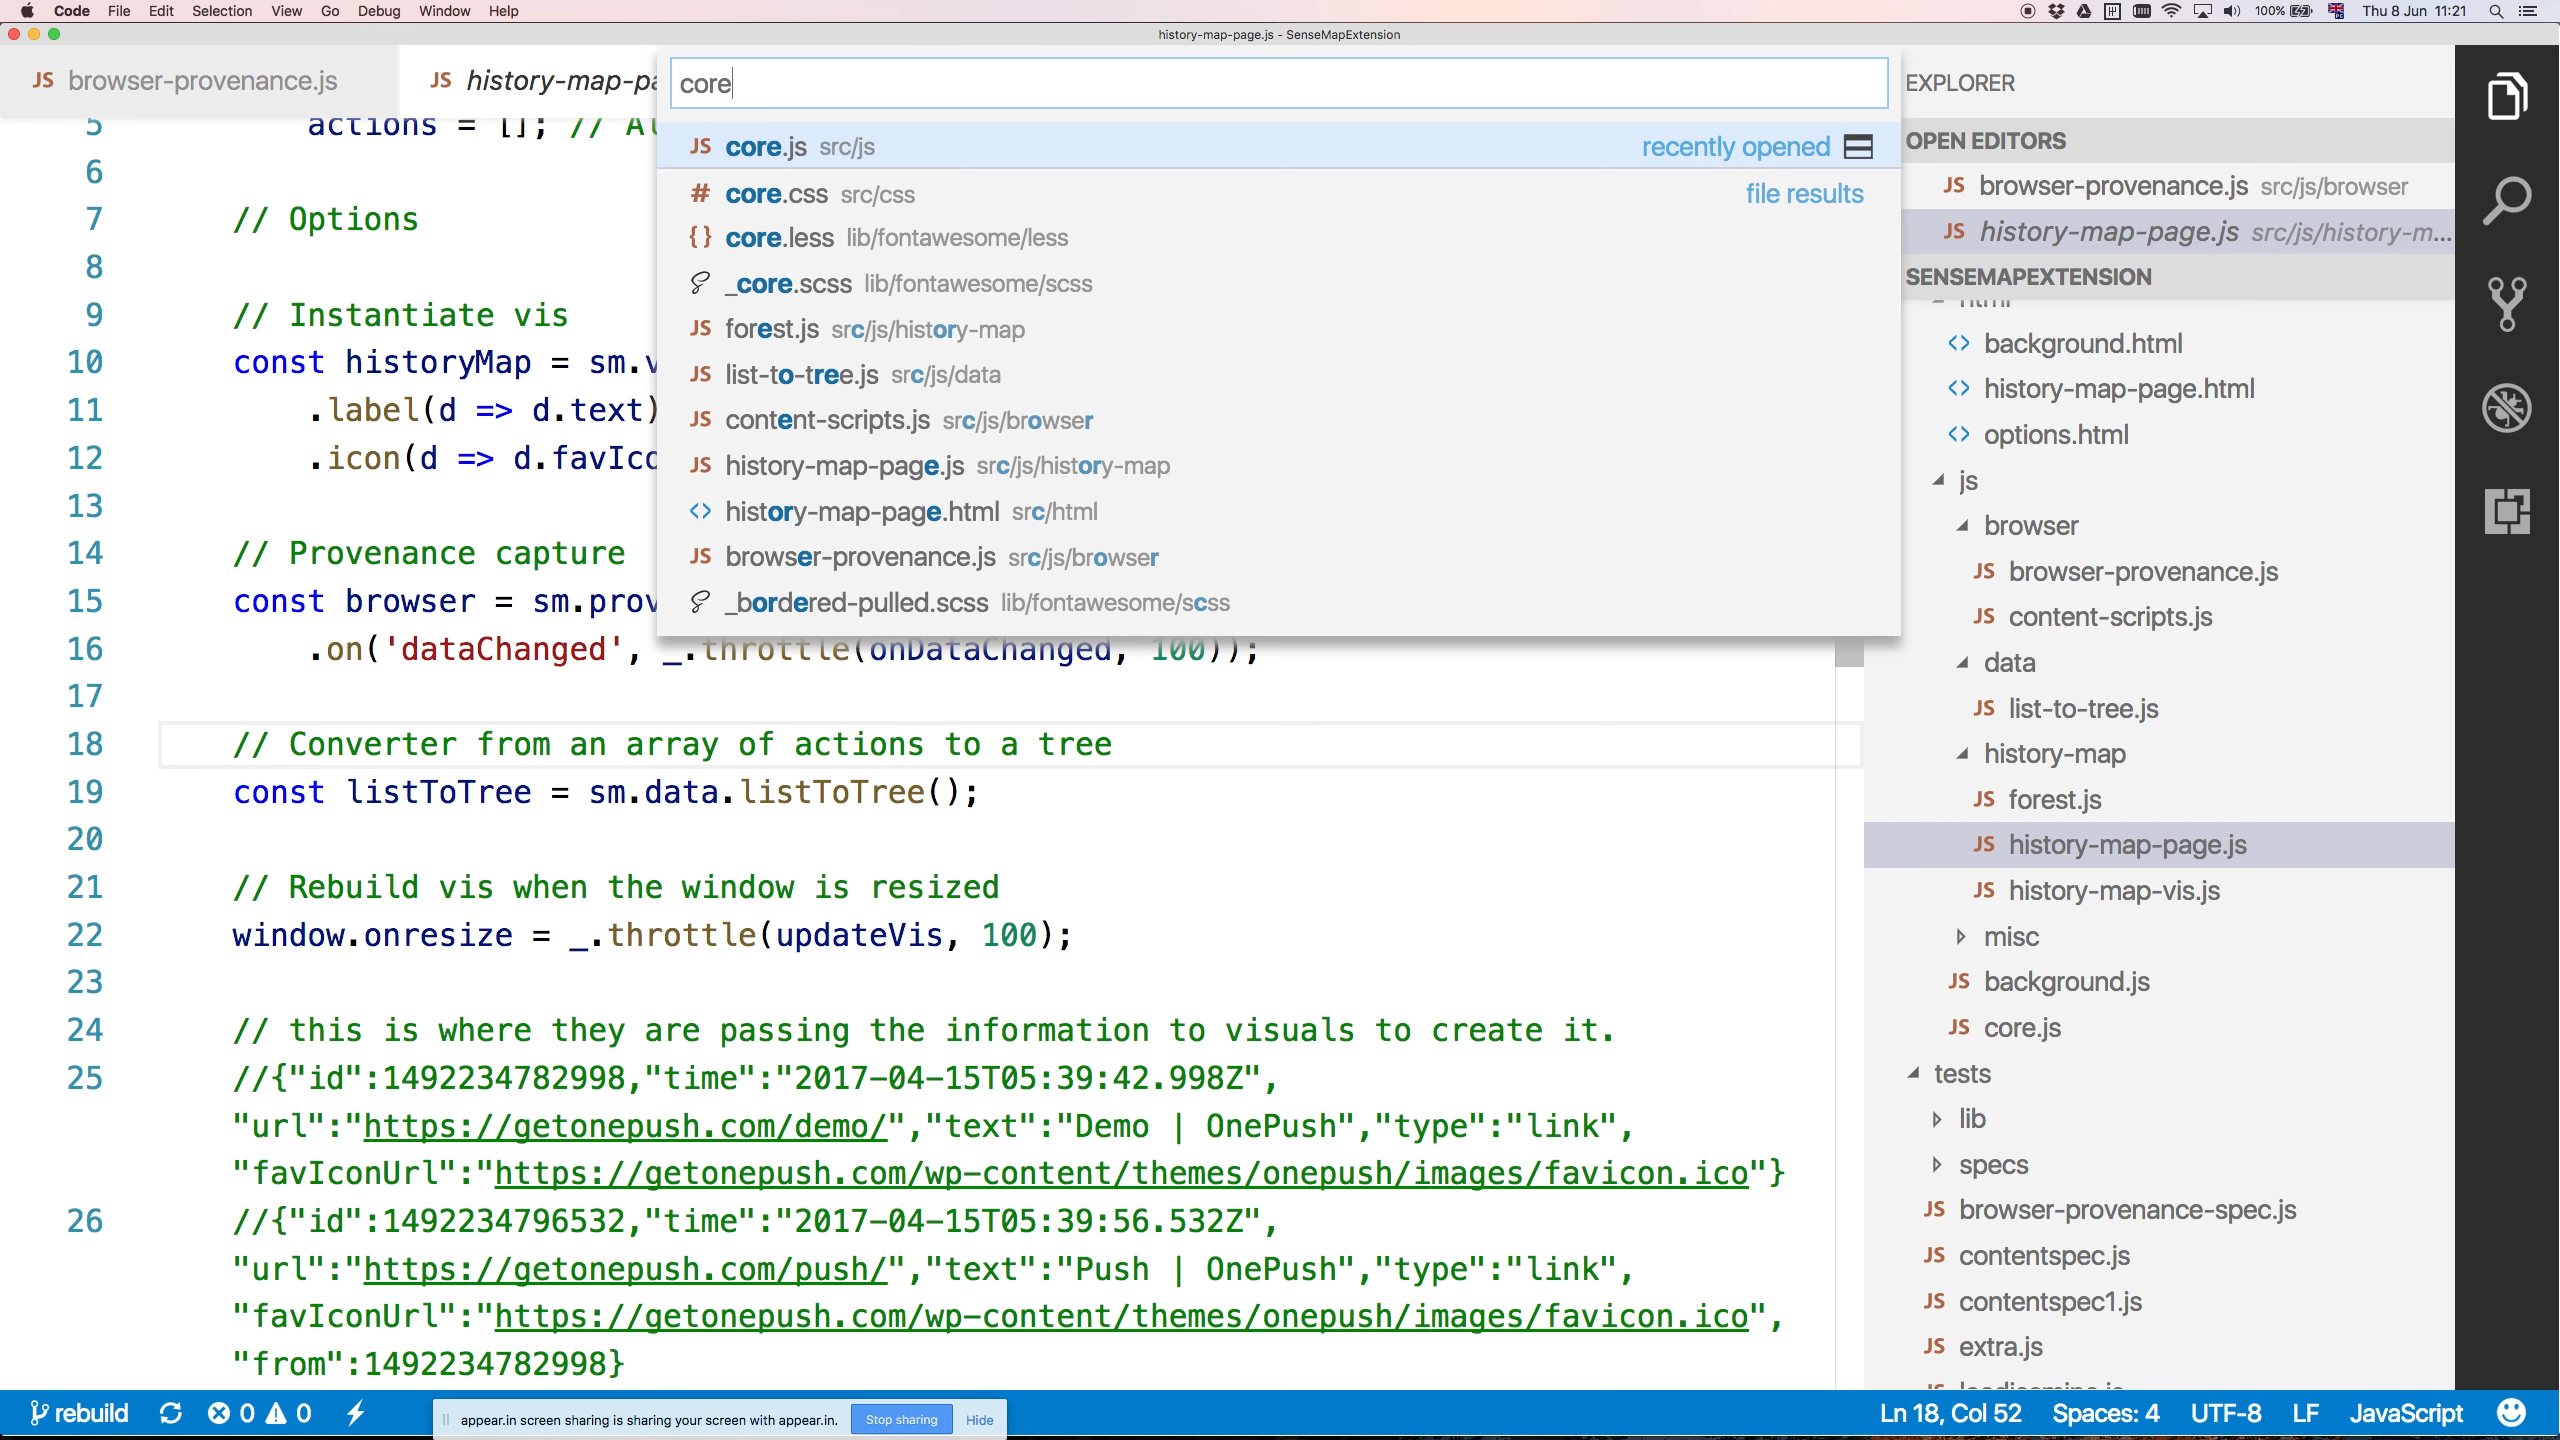 Code File Edit Selection View Go Debug Window Help 100% Thu 8 Jun 11:21
history-map-page.js - SenseMapExtension
JS browser-provenance.js JS history-map-pa
core
JS core.js src/js recently opened
# core.css src/css file results
{} core.less lib/fontawesome/less
_core.scss lib/fontawesome/scss
JS forest.js src/js/history-map
JS list-to-tree.js src/js/data
JS content-scripts.js src/js/browser
JS history-map-page.js src/js/history-map
<> history-map-page.html src/html
JS browser-provenance.js src/js/browser
_bordered-pulled.scss lib/fontawesome/scss
5 actions = []; // Al
6
7 // Options
8
9 // Instantiate vis
10 const historyMap = sm.v
11 .label(d => d.text)
12 .icon(d => d.favIco
13
14 // Provenance capture
15 const browser = sm.prov
16 .on('dataChanged', _.throttle(onDataChanged, 100));
17
18 // Converter from an array of actions to a tree
19 const listToTree = sm.data.listToTree();
20
21 // Rebuild vis when the window is resized
22 window.onresize = _.throttle(updateVis, 100);
23
24 // this is where they are passing the information to visuals to create it.
25 //{"id":1492234782998,"time":"2017-04-15T05:39:42.998Z",
"url":"https://getonepush.com/demo/","text":"Demo | OnePush","type":"link",
"favIconUrl":"https://getonepush.com/wp-content/themes/onepush/images/favicon.ico"}
26 //{"id":1492234796532,"time":"2017-04-15T05:39:56.532Z",
"url":"https://getonepush.com/push/","text":"Push | OnePush","type":"link",
"favIconUrl":"https://getonepush.com/wp-content/themes/onepush/images/favicon.ico",
"from":1492234782998}
EXPLORER
OPEN EDITORS
JS browser-provenance.js src/js/browser
JS history-map-page.js src/js/history-m...
SENSEMAPEXTENSION
html
<> background.html
<> history-map-page.html
<> options.html
js
browser
JS browser-provenance.js
JS content-scripts.js
data
JS list-to-tree.js
history-map
JS forest.js
JS history-map-page.js
JS history-map-vis.js
misc
JS background.js
JS core.js
tests
lib
specs
JS browser-provenance-spec.js
JS contentspec.js
JS contentspec1.js
JS extra.js
rebuild 0 0
appear.in screen sharing is sharing your screen with appear.in. Stop sharing Hide
Ln 18, Col 52 Spaces: 4 UTF-8 LF JavaScript